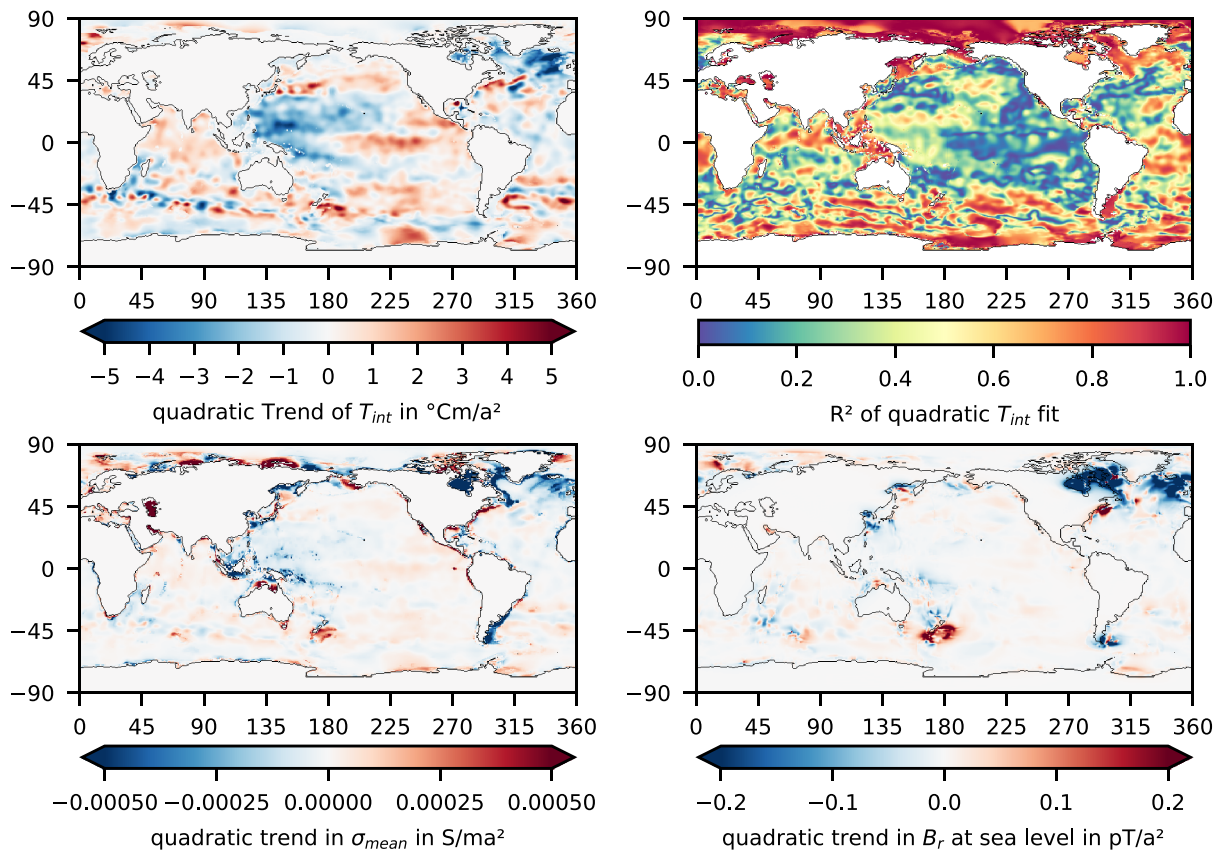 90
45
0
−45
−90
0 45 90 135 180 225 270 315 360
−5 −4 −3 −2 −1 0 1 2 3 4 5
quadratic Trend of T_int in °Cm/a²
90
45
0
−45
−90
0 45 90 135 180 225 270 315 360
0.0 0.2 0.4 0.6 0.8 1.0
R² of quadratic T_int fit
90
45
0
−45
−90
0 45 90 135 180 225 270 315 360
−0.00050 −0.00025 0.00000 0.00025 0.00050
quadratic trend in σ_mean in S/ma²
90
45
0
−45
−90
0 45 90 135 180 225 270 315 360
−0.2 −0.1 0.0 0.1 0.2
quadratic trend in B_r at sea level in pT/a²